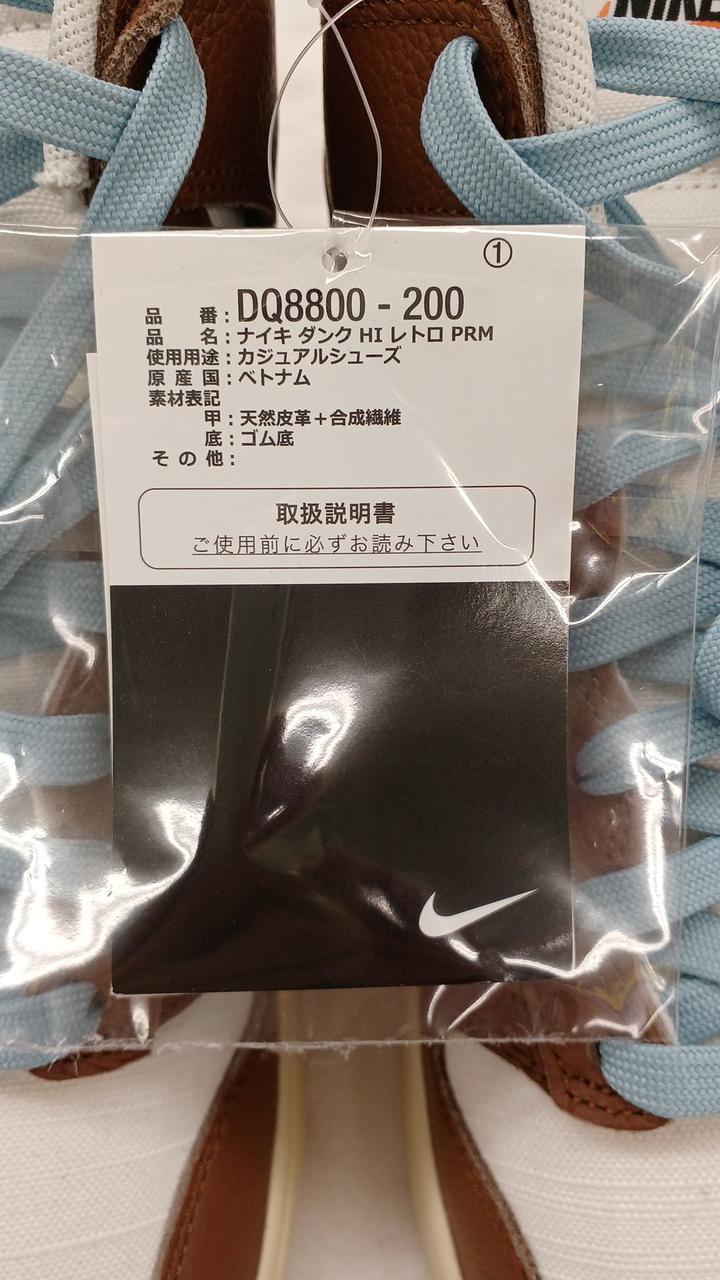 NIKE
①
品番：DQ8800 - 200
品名：ナイキ ダンク HI レトロ PRM
使用用途：カジュアルシューズ
原産国：ベトナム
素材表記
甲：天然皮革＋合成繊維
底：ゴム底
その他：
取扱説明書
ご使用前に必ずお読み下さい